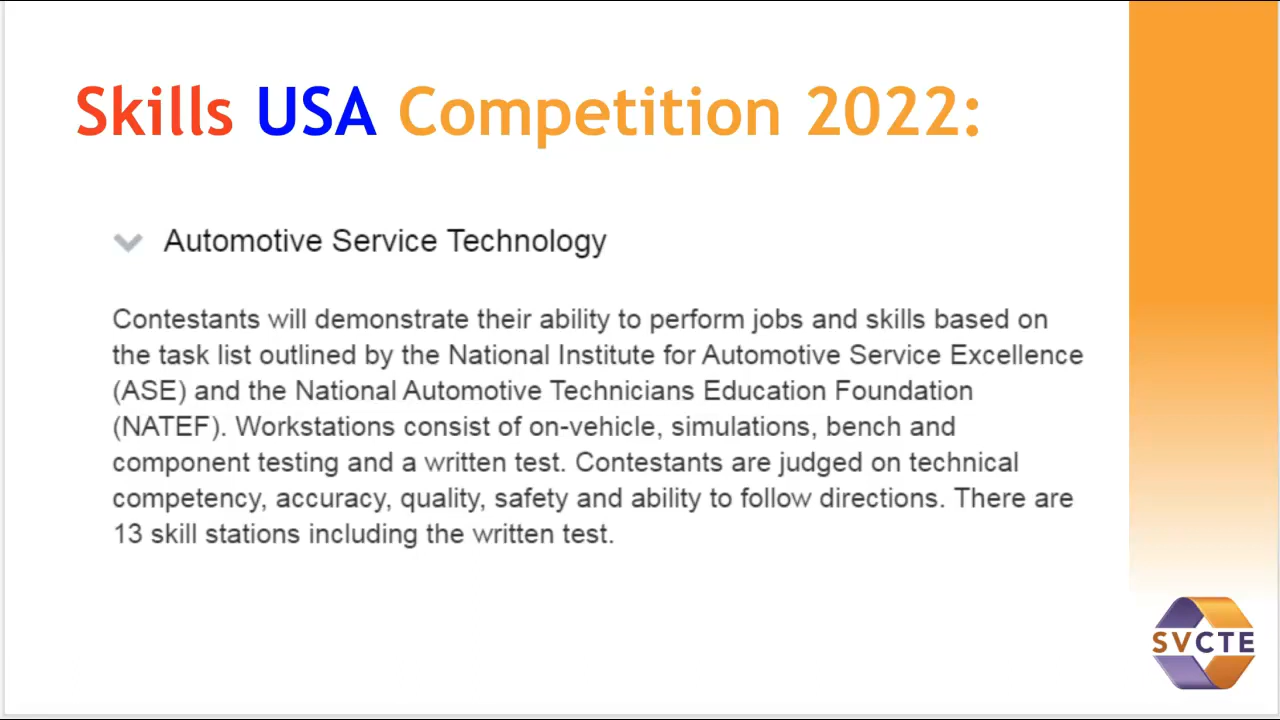 Skills USA Competition 2022:
Automotive Service Technology
Contestants will demonstrate their ability to perform jobs and skills based on
the task list outlined by the National Institute for Automotive Service Excellence
(ASE) and the National Automotive Technicians Education Foundation
(NATEF). Workstations consist of on-vehicle, simulations, bench and
component testing and a written test. Contestants are judged on technical
competency, accuracy, quality, safety and ability to follow directions. There are
13 skill stations including the written test.
SVCTE